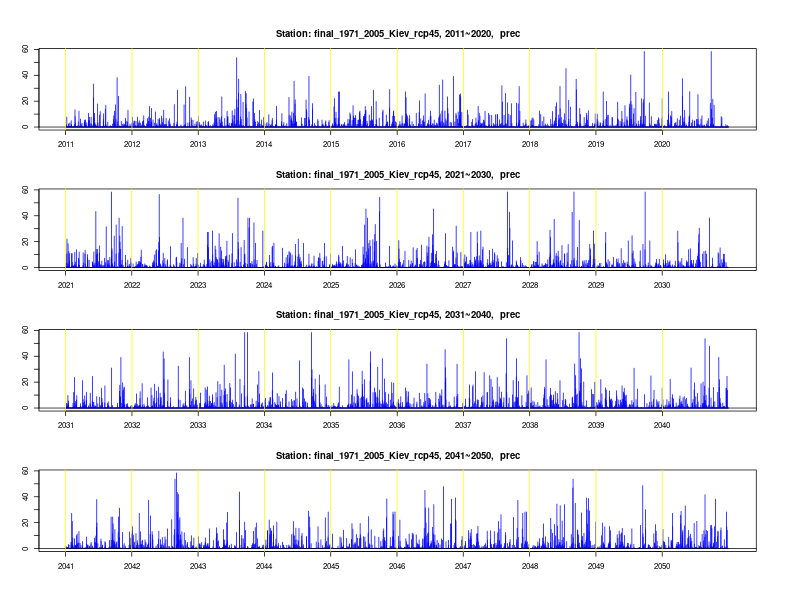 Station: final_1971_2005_Kiev_rcp45, 2011~2020, prec
0 20 40 60
2011 2012 2013 2014 2015 2016 2017 2018 2019 2020
Station: final_1971_2005_Kiev_rcp45, 2021~2030, prec
0 20 40 60
2021 2022 2023 2024 2025 2026 2027 2028 2029 2030
Station: final_1971_2005_Kiev_rcp45, 2031~2040, prec
0 20 40 60
2031 2032 2033 2034 2035 2036 2037 2038 2039 2040
Station: final_1971_2005_Kiev_rcp45, 2041~2050, prec
0 20 40 60
2041 2042 2043 2044 2045 2046 2047 2048 2049 2050